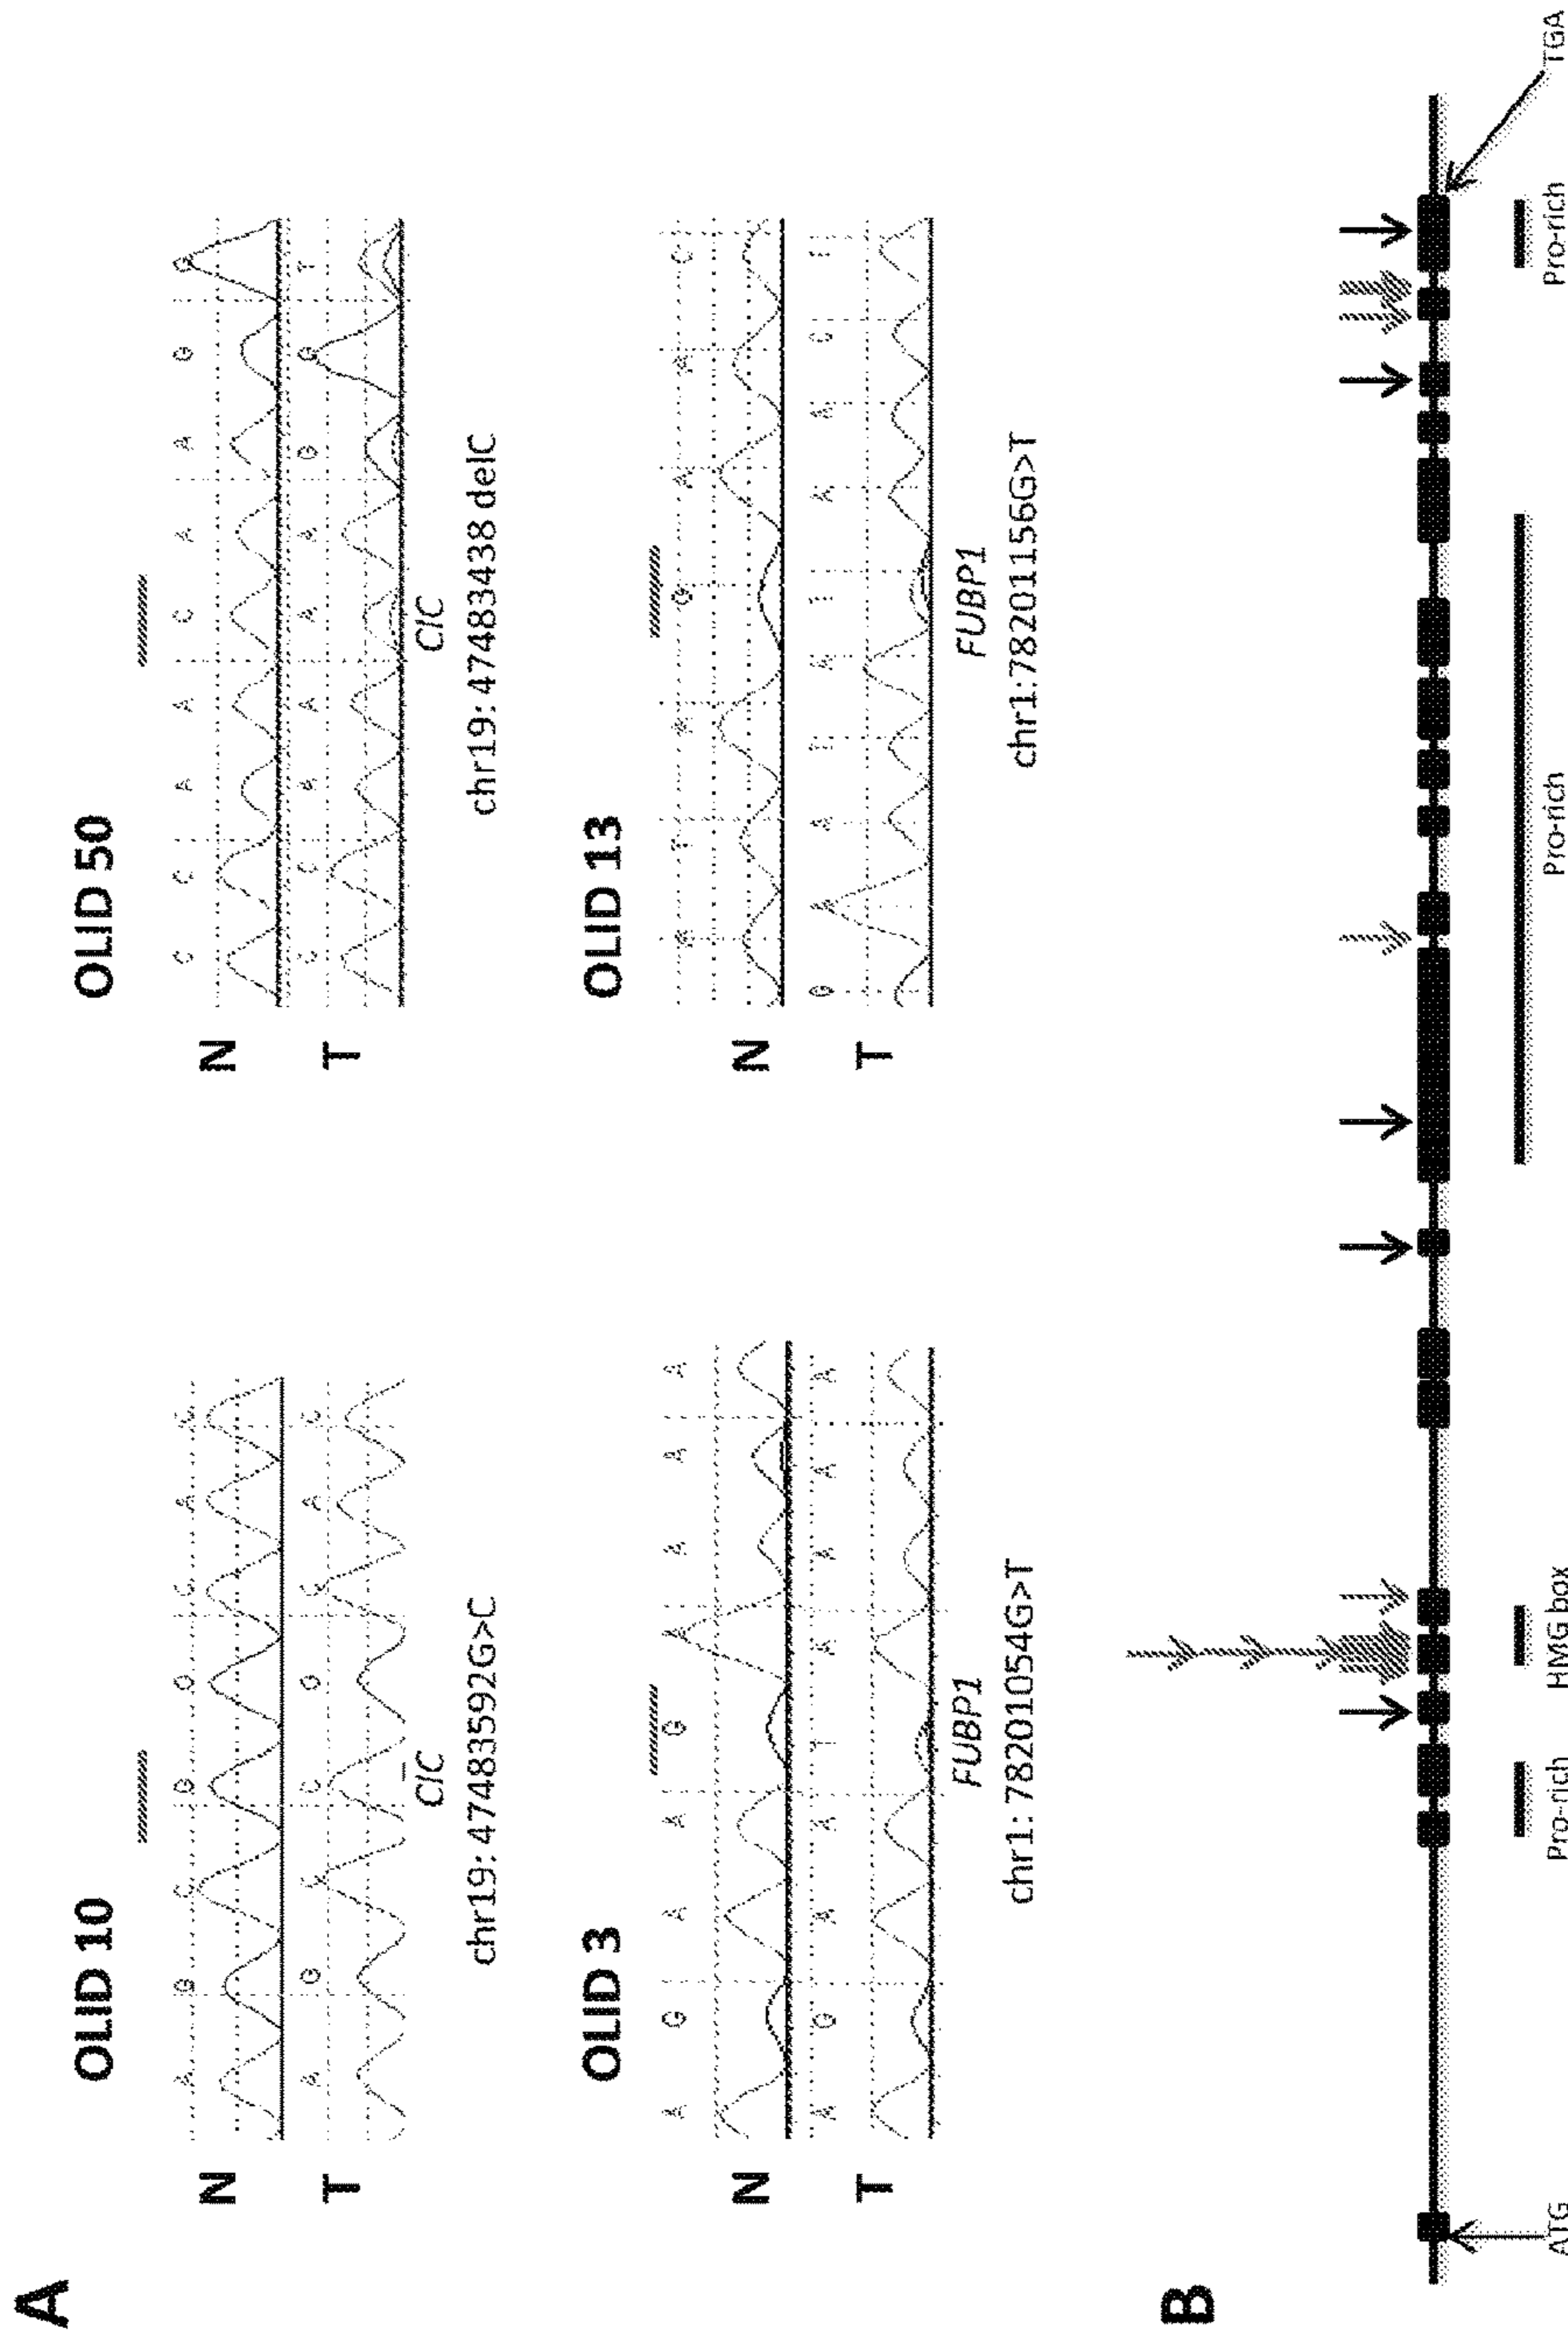 A
OLID 10
N
A G C G G C A C
T
A G C C G C A C
CIC
chr19: 47483592G>C
OLID 50
N
C C A A C A A G G
T
C C A A A A G G T
CIC
chr19: 47483438 delC
OLID 3
N
A G A A G A A A A
T
A G A A T A A A A
FUBP1
chr1: 78201054G>T
OLID 13
N
A T A G A A C
T
G A A T A T A A C T
FUBP1
chr1:78201156G>T
B
ATG
Pro-rich
HMG box
Pro-rich
Pro-rich
TGA